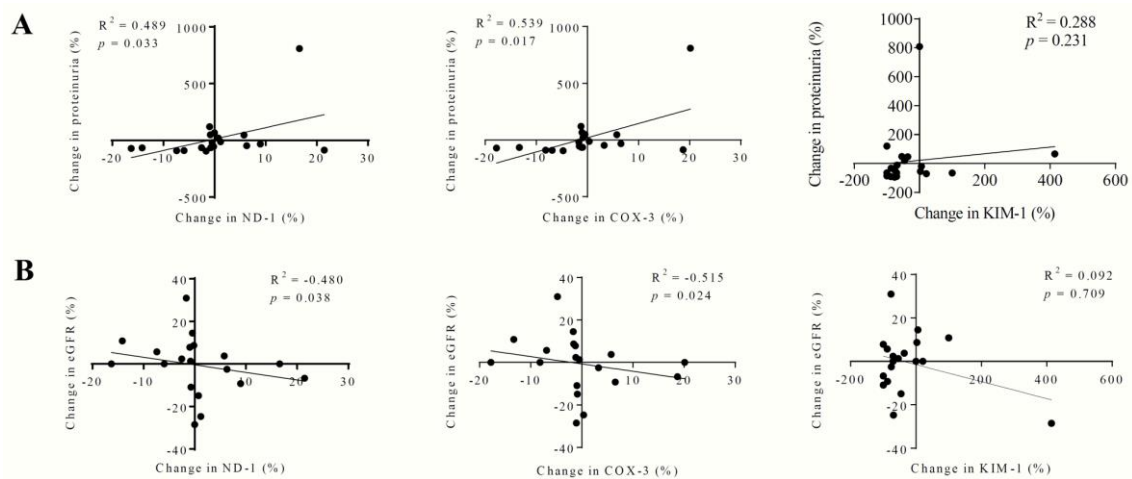 A
R² = 0.489
p = 0.033
Change in proteinuria (%)
1000
500
-20 -10 10 20 30
-500
Change in ND-1 (%)
R² = 0.539
p = 0.017
Change in proteinuria (%)
1000
500
-20 -10 10 20 30
-500
Change in COX-3 (%)
R² = 0.288
p = 0.231
Change in proteinuria (%)
1000
800
600
400
200
-200 200 400 600
-200
Change in KIM-1 (%)
B
R² = -0.480
p = 0.038
Change in eGFR (%)
40
20
-20 -10 10 20 30
-20
-40
Change in ND-1 (%)
R² = -0.515
p = 0.024
Change in eGFR (%)
40
20
-20 -10 10 20 30
-20
-40
Change in COX-3 (%)
R² = 0.092
p = 0.709
Change in eGFR (%)
40
20
-200 200 400 600
-20
-40
Change in KIM-1 (%)